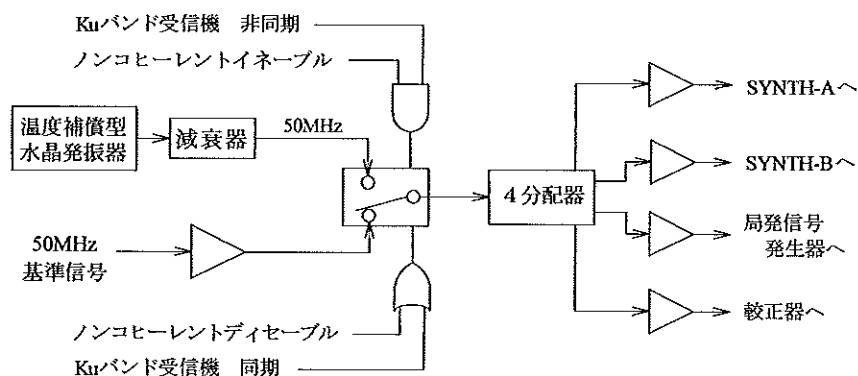 Kuバンド受信機 非同期
ノンコヒーレントイネーブル
温度補償型
水晶発振器
減衰器
50MHz
50MHz
基準信号
4分配器
SYNTH-Aへ
SYNTH-Bへ
局発信号
発生器へ
較正器へ
ノンコヒーレントディセーブル
Kuバンド受信機 同期